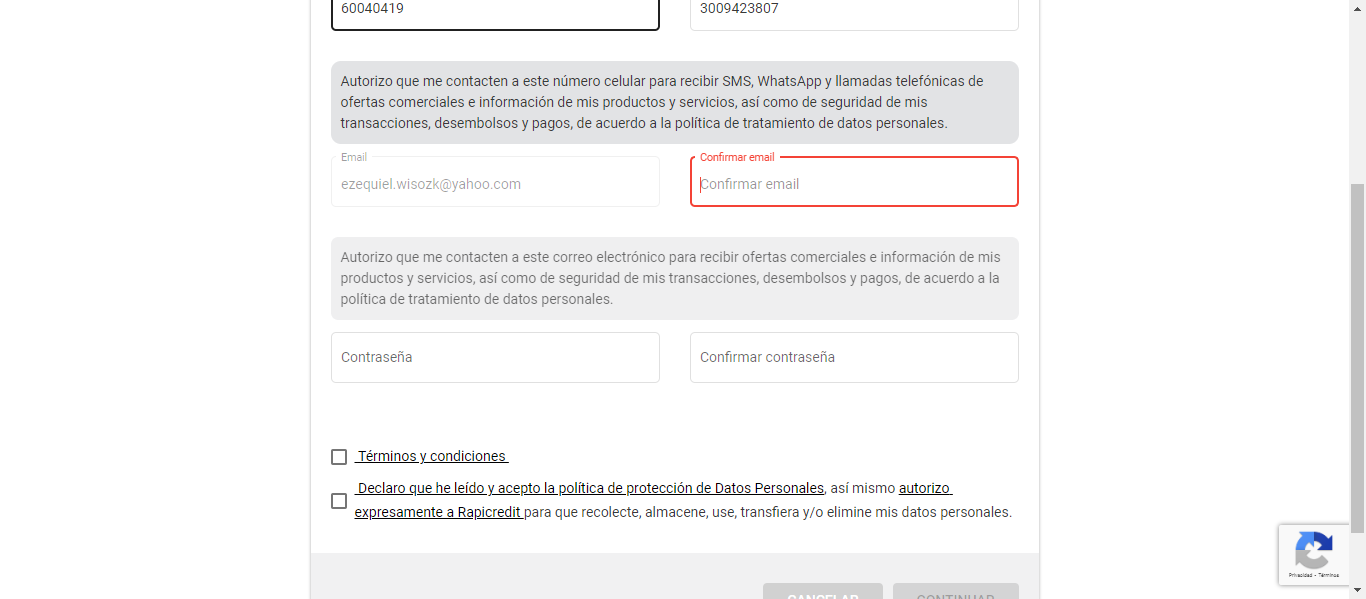 60040419
3009423807
Autorizo que me contacten a este número celular para recibir SMS, WhatsApp y llamadas telefónicas de
ofertas comerciales e información de mis productos y servicios, así como de seguridad de mis
transacciones, desembolsos y pagos, de acuerdo a la política de tratamiento de datos personales.
Email
Confirmar email
ezequiel.wisozk@yahoo.com
Confirmar email
Autorizo que me contacten a este correo electrónico para recibir ofertas comerciales e información de mis
productos y servicios, así como de seguridad de mis transacciones, desembolsos y pagos, de acuerdo a la
política de tratamiento de datos personales.
Contraseña
Confirmar contraseña
Términos y condiciones
Declaro que he leído y acepto la política de protección de Datos Personales, así mismo autorizo
expresamente a Rapicredit para que recolecte, almacene, use, transfiera y/o elimine mis datos personales.
Privacidad - Términos
CANCELAR
CONTINUAR